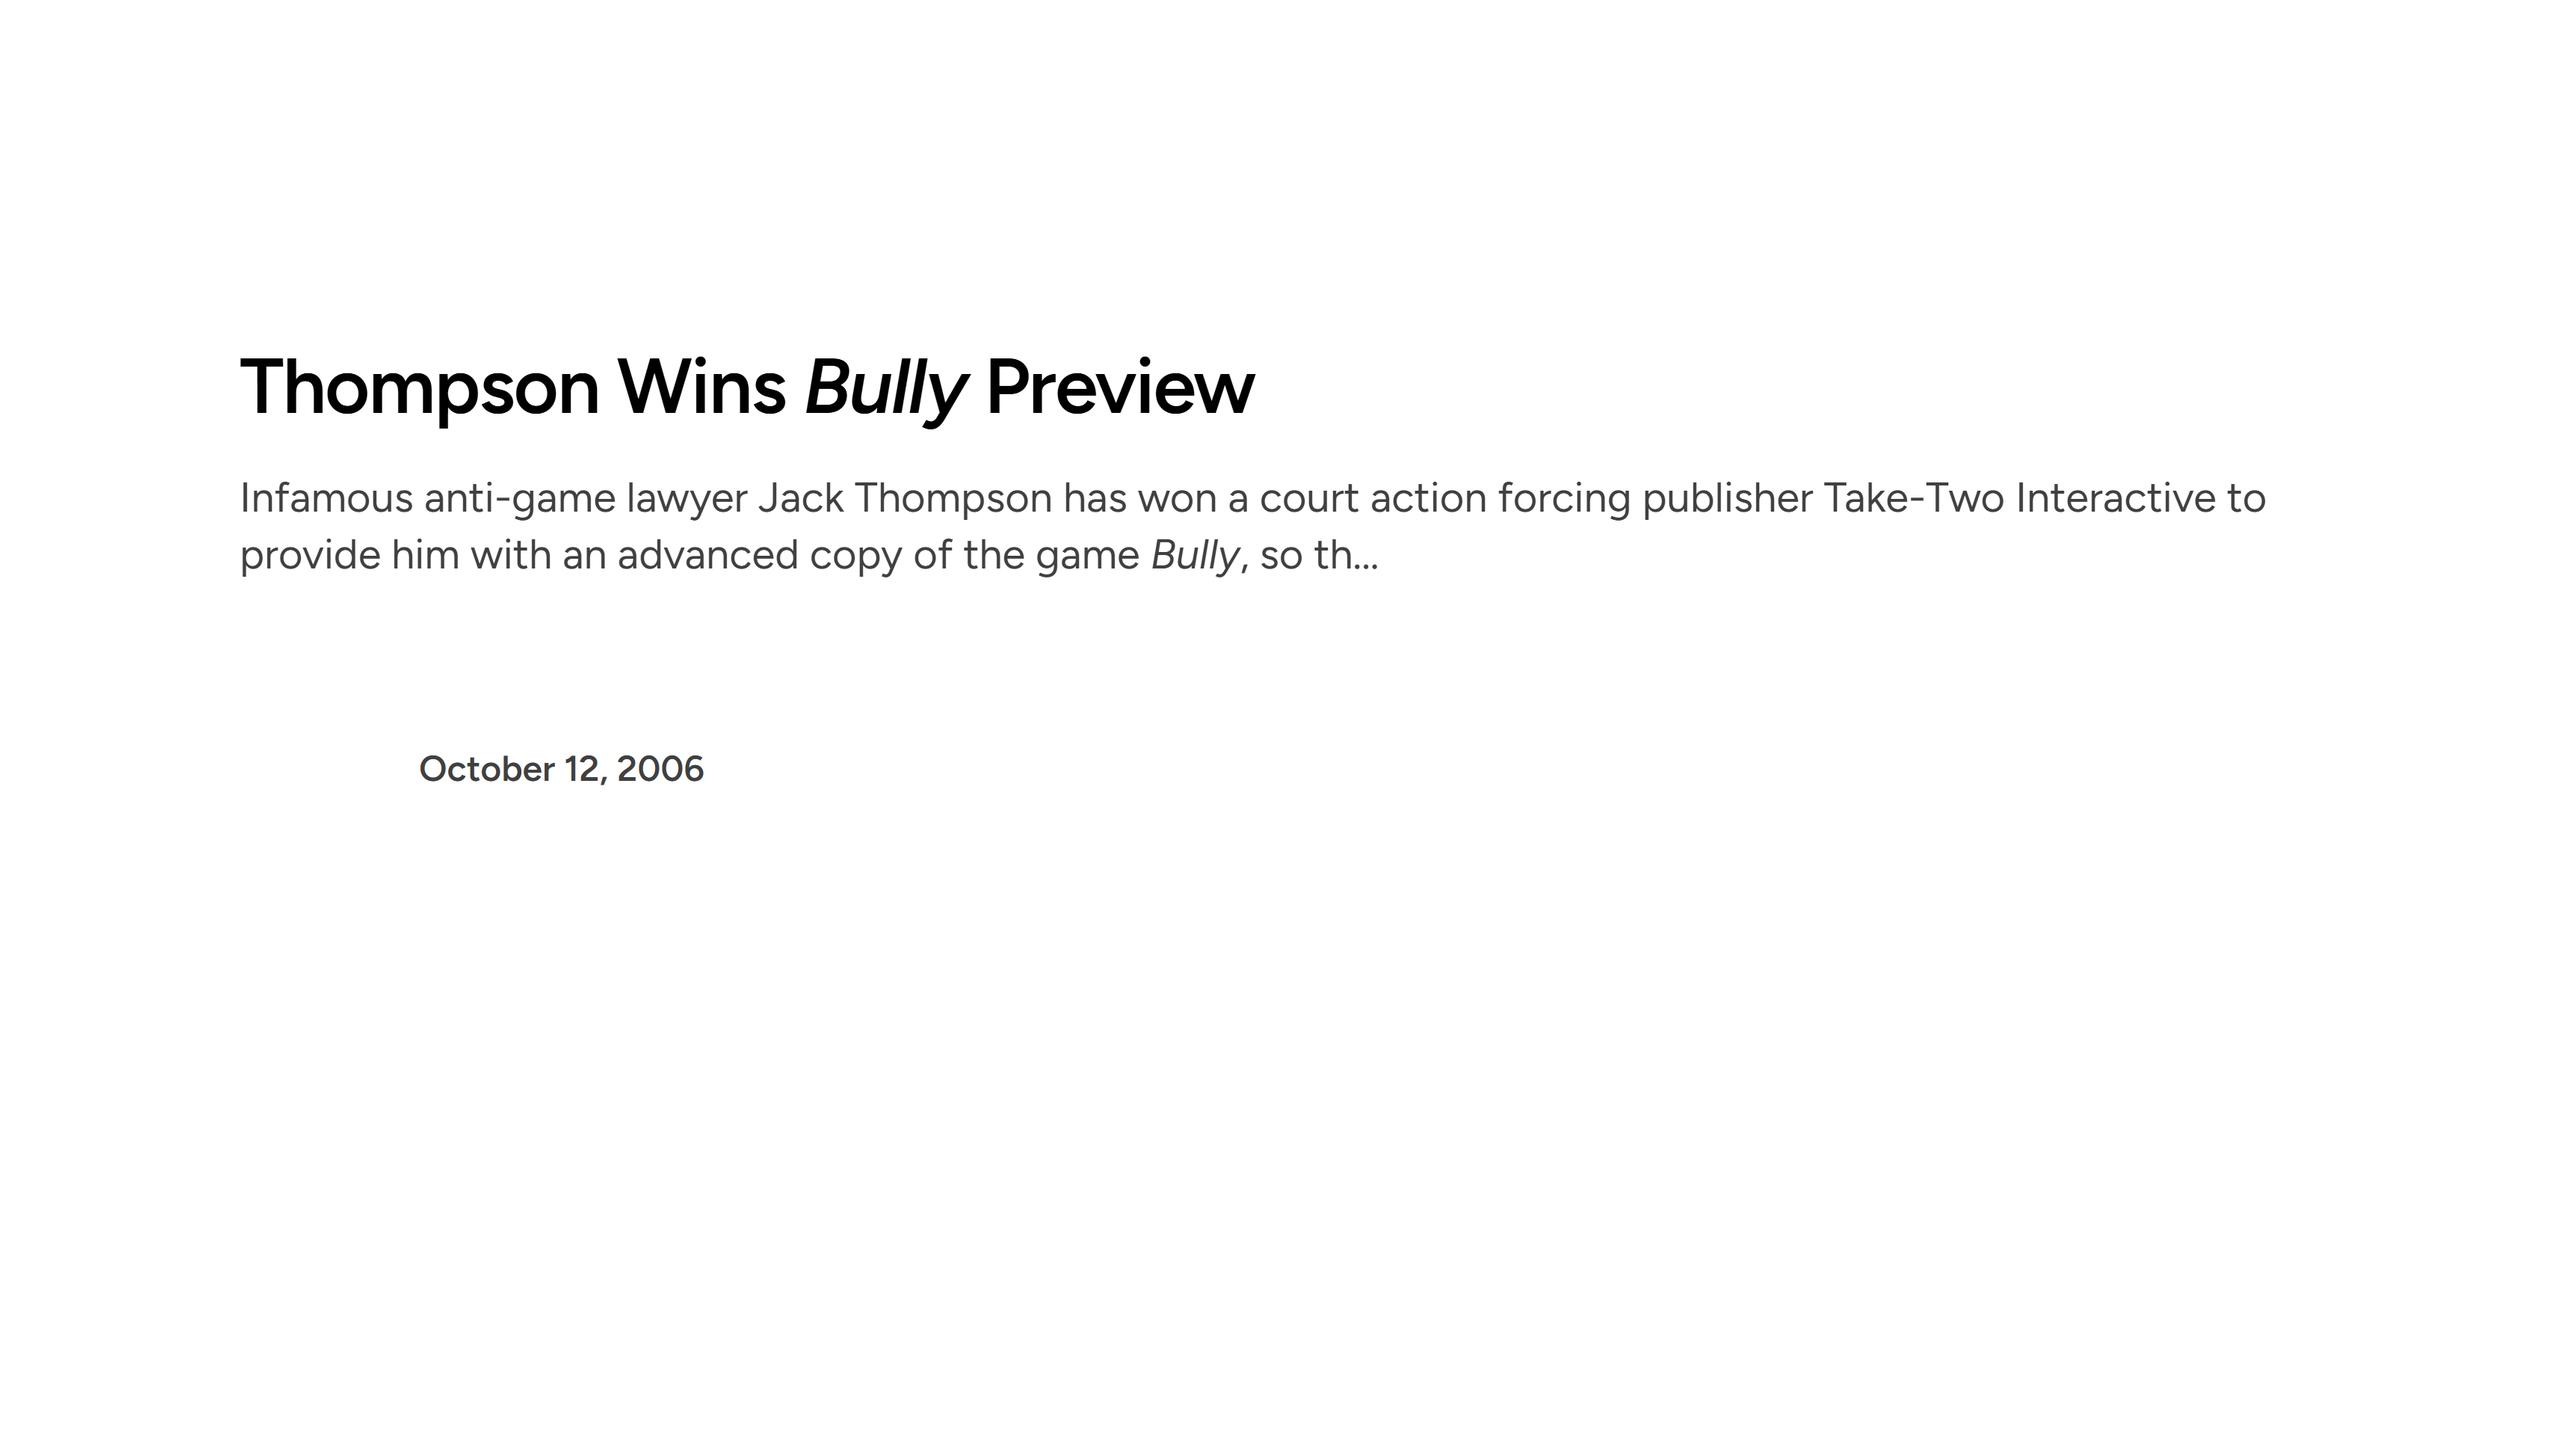 Thompson Wins Bully Preview
Infamous anti-game lawyer Jack Thompson has won a court action forcing publisher Take-Two Interactive to
provide him with an advanced copy of the game Bully, so th...
October 12, 2006